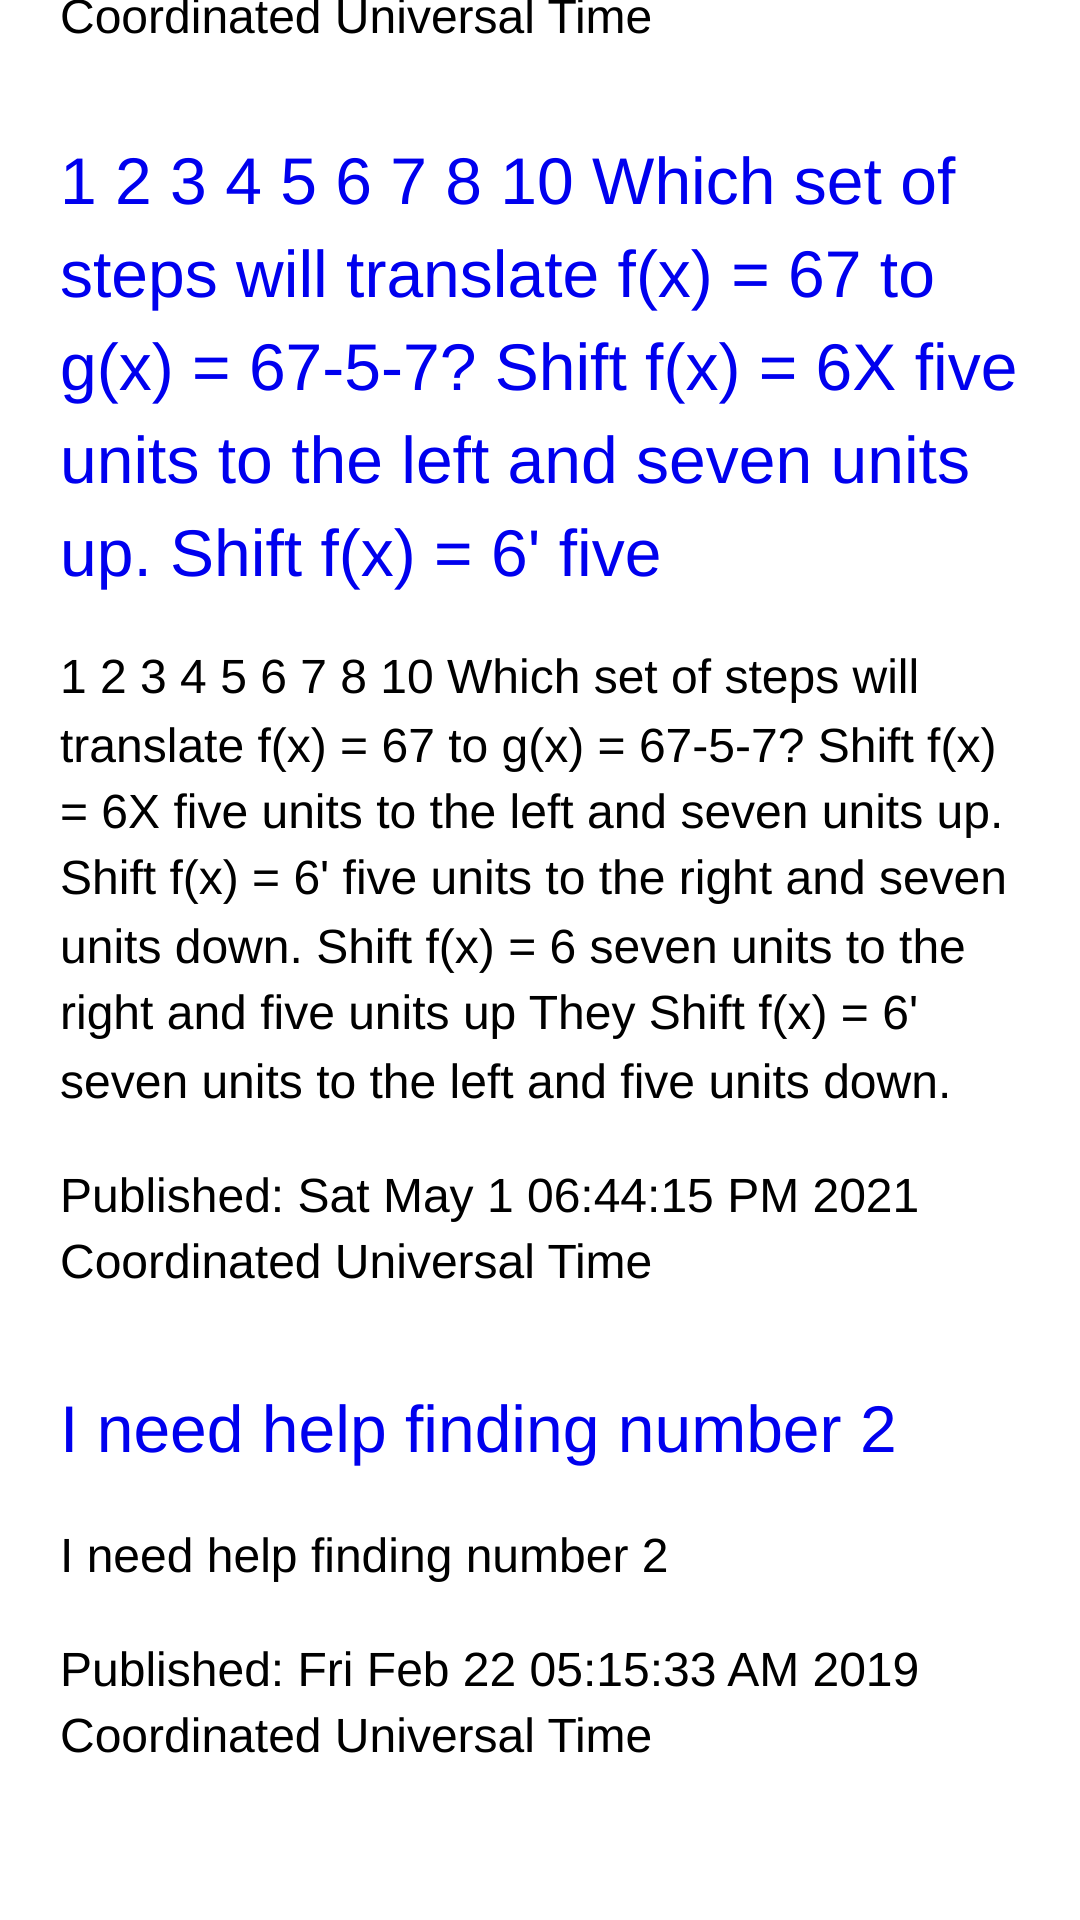 Coordinated Universal Time
1 2 3 4 5 6 7 8 10 Which set of
steps will translate f(x) = 67 to
g(x) = 67-5-7? Shift f(x) = 6X five
units to the left and seven units
up. Shift f(x) = 6' five
1 2 3 4 5 6 7 8 10 Which set of steps will
translate f(x) = 67 to g(x) = 67-5-7? Shift f(x)
= 6X five units to the left and seven units up.
Shift f(x) = 6' five units to the right and seven
units down. Shift f(x) = 6 seven units to the
right and five units up They Shift f(x) = 6'
seven units to the left and five units down.
Published: Sat May 1 06:44:15 PM 2021
Coordinated Universal Time
I need help finding number 2
I need help finding number 2
Published: Fri Feb 22 05:15:33 AM 2019
Coordinated Universal Time